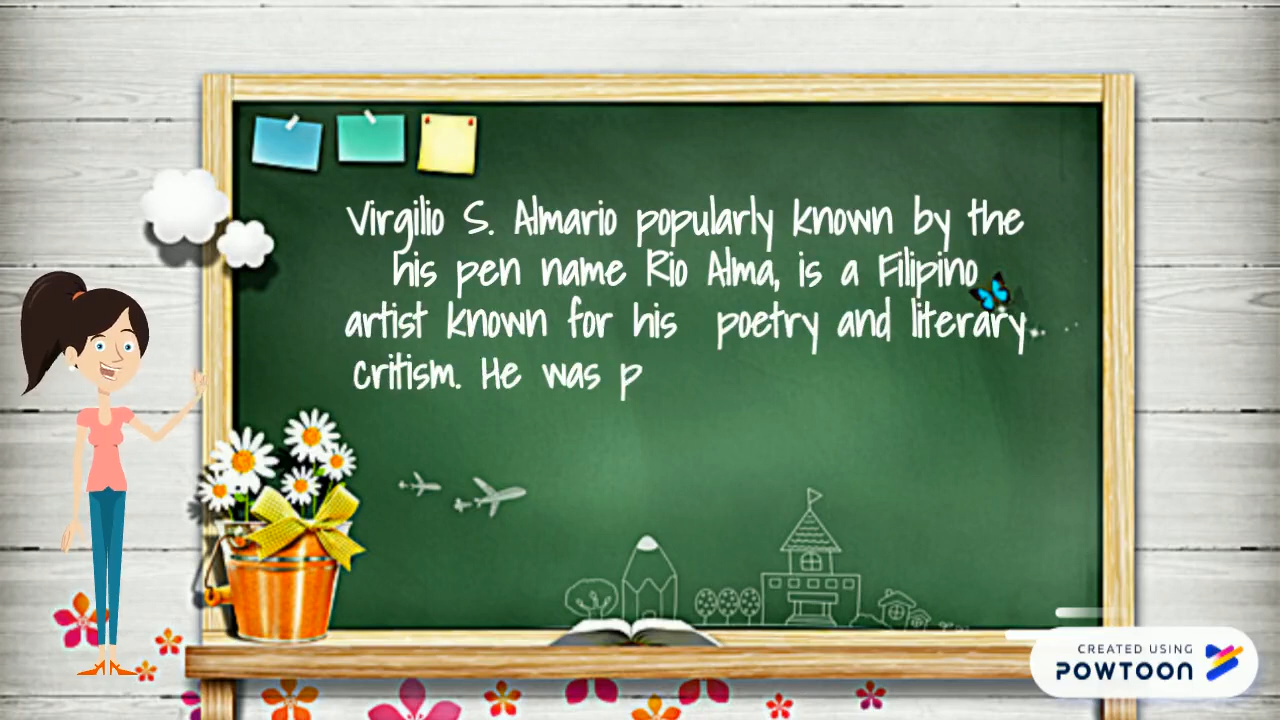 Virgilio S. Almario popularly known by the
his pen name Rio Alma, is a Filipino
artist known for his poetry and literary
critism. He was p
CREATED USING
POWTOON